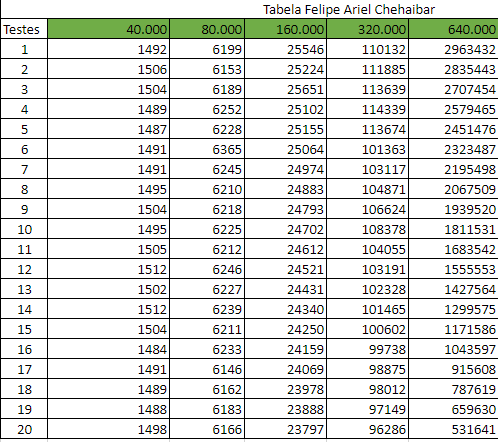 Tabela Felipe Ariel Chehaibar
Testes 40.000 80.000 160.000 320.000 640.000
1 1492 6199 25546 110132 2963432
2 1506 6153 25224 111885 2835443
3 1504 6189 25651 113639 2707454
4 1489 6252 25102 114339 2579465
5 1487 6228 25155 113674 2451476
6 1491 6365 25064 101363 2323487
7 1491 6245 24974 103117 2195498
8 1495 6210 24883 104871 2067509
9 1504 6218 24793 106624 1939520
10 1495 6225 24702 108378 1811531
11 1505 6212 24612 104055 1683542
12 1512 6246 24521 103191 1555553
13 1502 6227 24431 102328 1427564
14 1512 6239 24340 101465 1299575
15 1504 6211 24250 100602 1171586
16 1484 6233 24159 99738 1043597
17 1491 6146 24069 98875 915608
18 1489 6162 23978 98012 787619
19 1488 6183 23888 97149 659630
20 1498 6166 23797 96286 531641